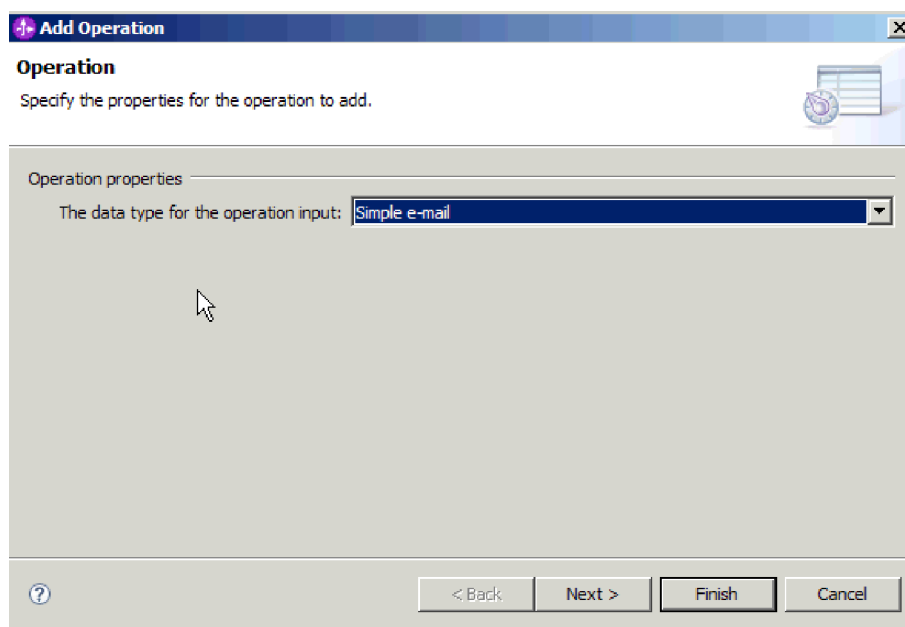 Add Operation
Operation
Specify the properties for the operation to add.
Operation properties
The data type for the operation input: Simple e-mail
? < Back Next > Finish Cancel